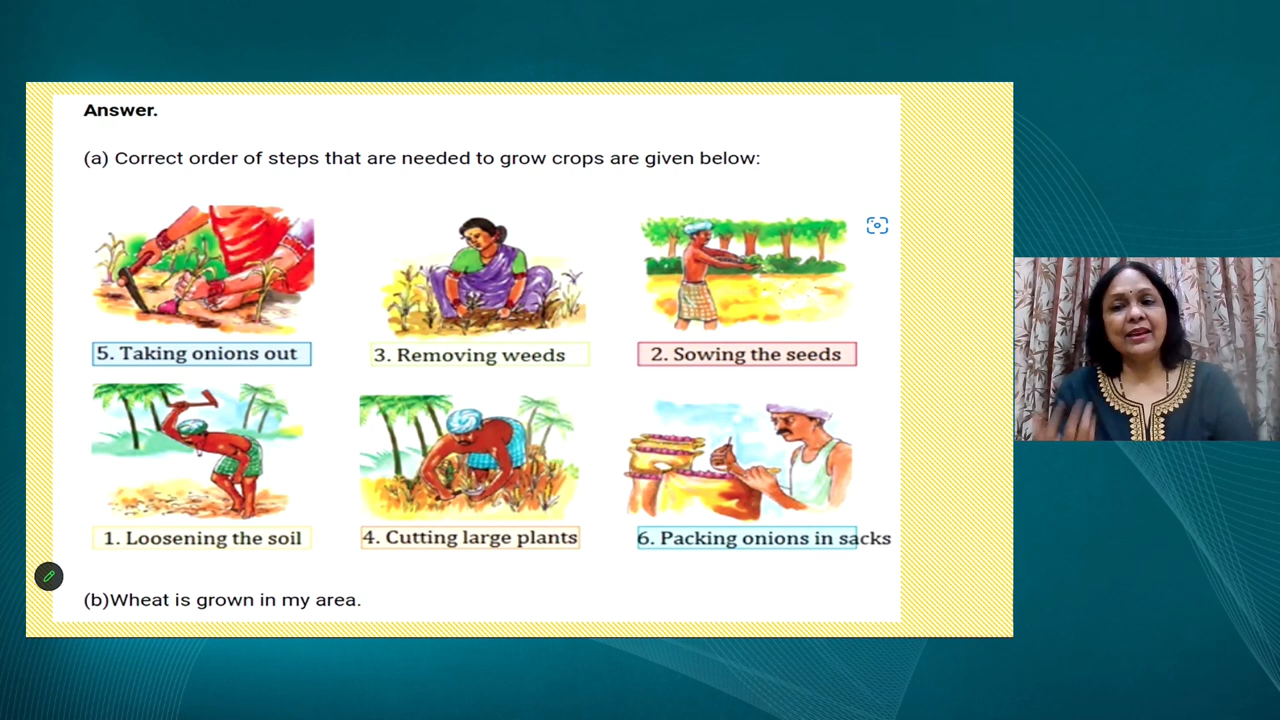 Answer.
(a) Correct order of steps that are needed to grow crops are given below:
5. Taking onions out
3. Removing weeds
2. Sowing the seeds
1. Loosening the soil
4. Cutting large plants
6. Packing onions in sacks
(b)Wheat is grown in my area.